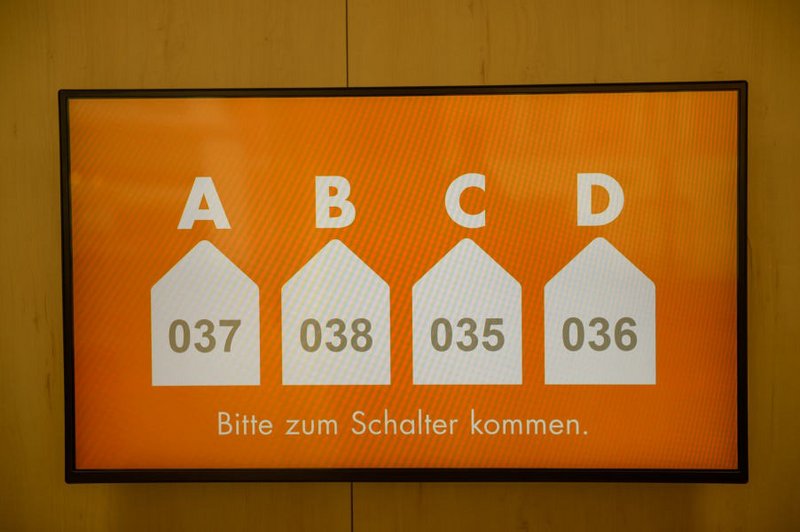 A B C D
037 038 035 036
Bitte zum Schalter kommen.